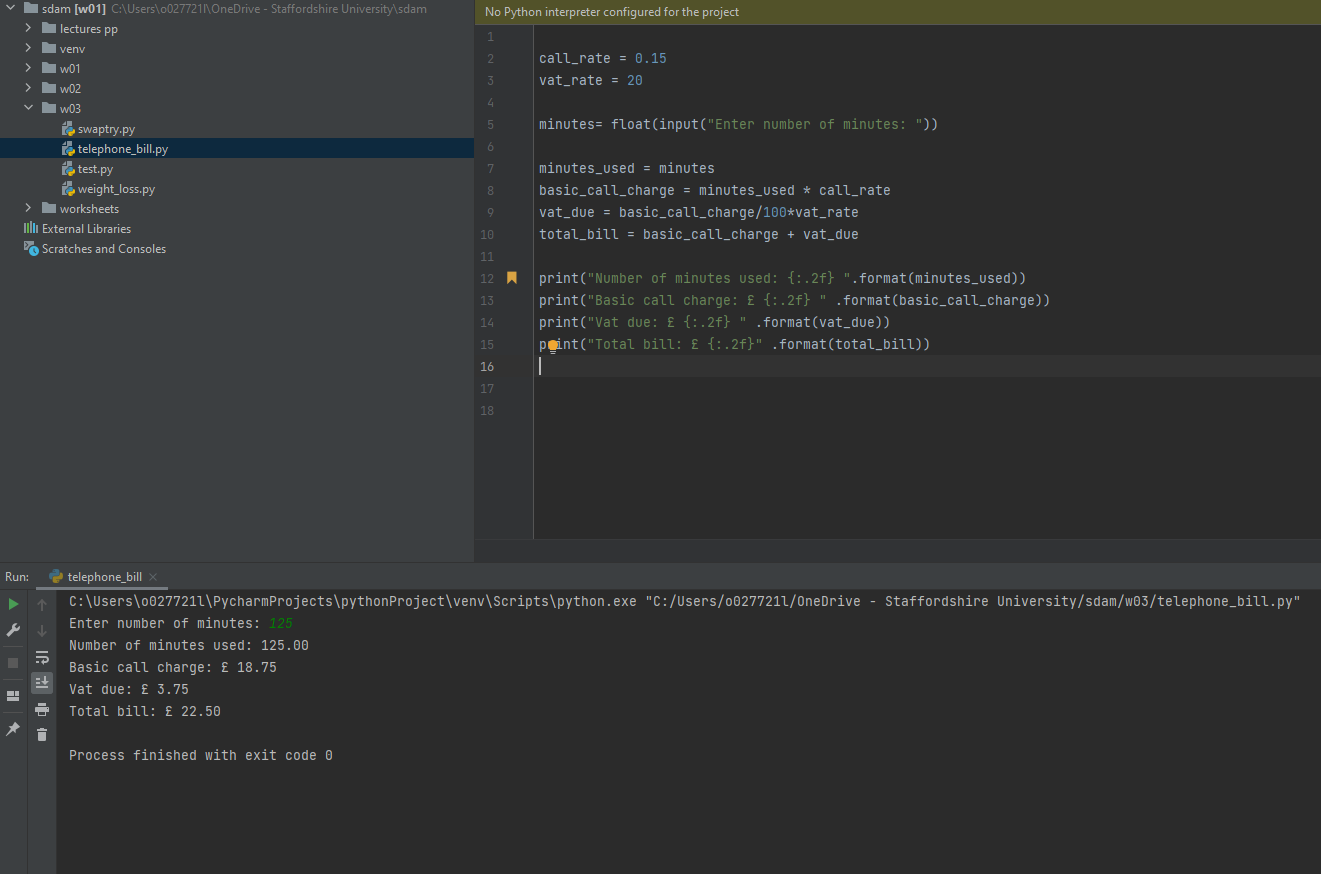 sdam [w01] C:\Users\o027721l\OneDrive - Staffordshire University\sdam
lectures pp
venv
w01
w02
w03
swaptry.py
telephone_bill.py
test.py
weight_loss.py
worksheets
External Libraries
Scratches and Consoles
No Python interpreter configured for the project
1
2 call_rate = 0.15
3 vat_rate = 20
4
5 minutes= float(input("Enter number of minutes: "))
6
7 minutes_used = minutes
8 basic_call_charge = minutes_used * call_rate
9 vat_due = basic_call_charge/100*vat_rate
10 total_bill = basic_call_charge + vat_due
11
12 print("Number of minutes used: {:.2f} ".format(minutes_used))
13 print("Basic call charge: £ {:.2f} " .format(basic_call_charge))
14 print("Vat due: £ {:.2f} " .format(vat_due))
15 print("Total bill: £ {:.2f}" .format(total_bill))
16
17
18
Run: telephone_bill
C:\Users\o027721l\PycharmProjects\pythonProject\venv\Scripts\python.exe "C:/Users/o027721l/OneDrive - Staffordshire University/sdam/w03/telephone_bill.py"
Enter number of minutes: 125
Number of minutes used: 125.00
Basic call charge: £ 18.75
Vat due: £ 3.75
Total bill: £ 22.50
Process finished with exit code 0